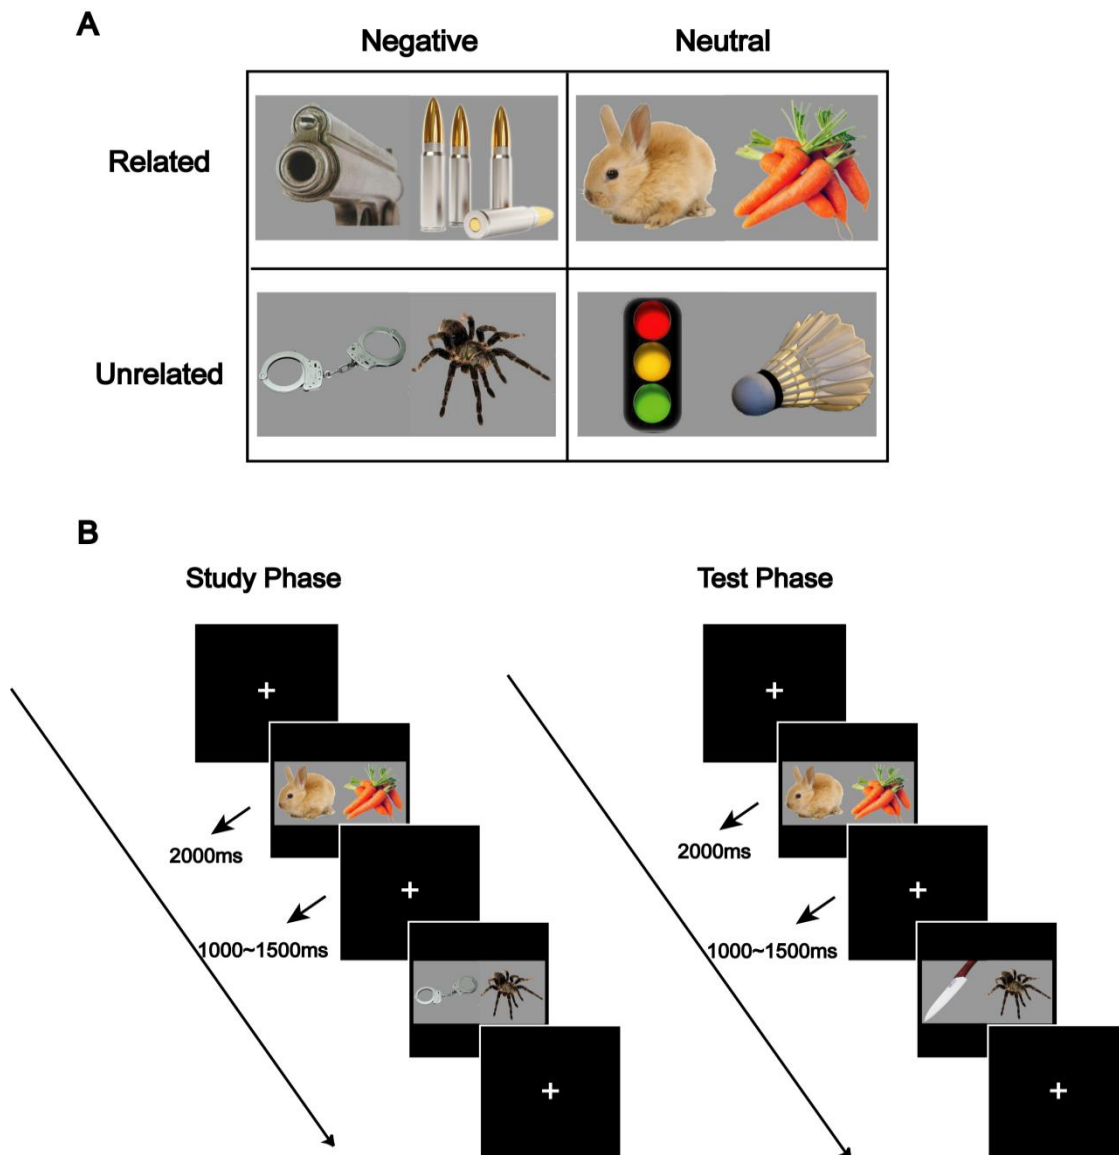 A
Negative
Neutral
Related
Unrelated
B
Study Phase
Test Phase
2000ms
2000ms
1000~1500ms
1000~1500ms